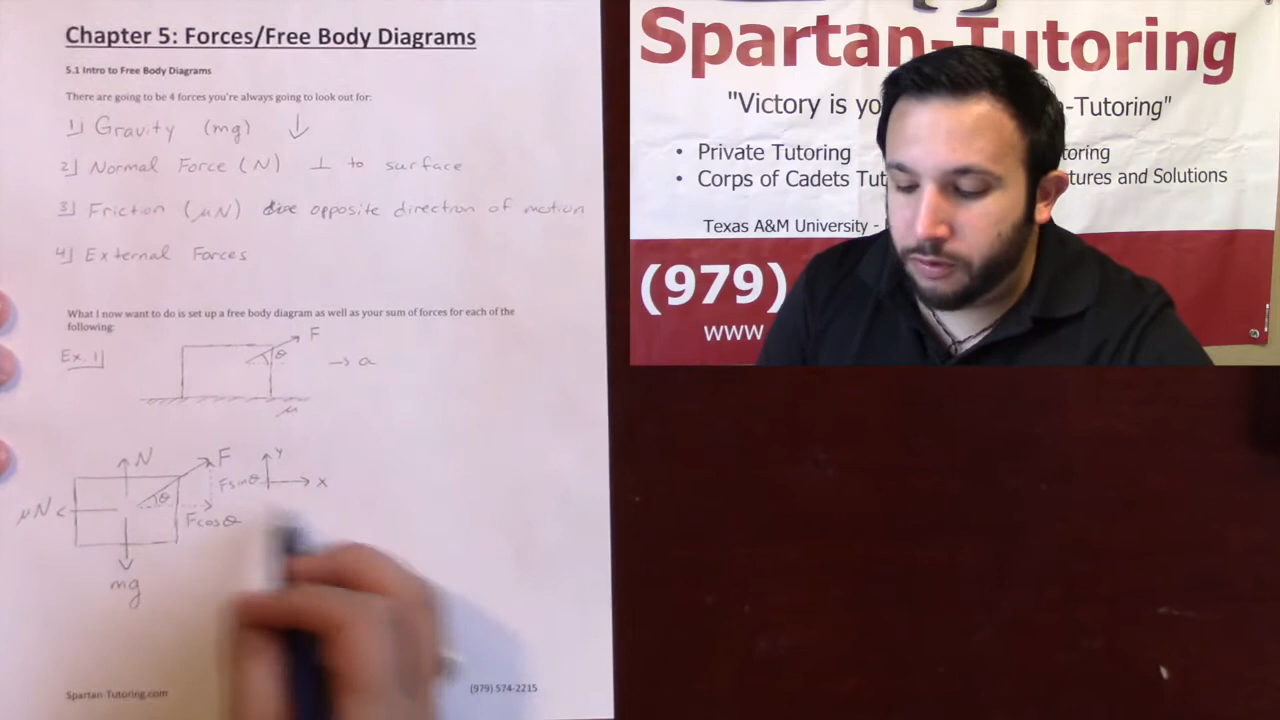 Chapter 5: Forces/Free Body Diagrams
5.1 Intro to Free Body Diagrams
There are going to be 4 forces you're always going to look out for:
1) Gravity (mg) ↓
2) Normal Force (N) ⊥ to surface
3) Friction (μN) opposite direction of motion
4) External Forces
What I now want to do is set up a free body diagram as well as your sum of forces for each of the
following:
Ex. 1)
F
θ
→ a
μ
N
F
θ
Fsinθ
Fcosθ
μN
mg
y
x
Spartan-Tutoring.com
(979) 574-2215
Spartan-Tutoring
"Victory is
-Tutoring"
• Private Tutoring
• Corps of Cadets
and Solutions
Texas A&M University -
(979)
www